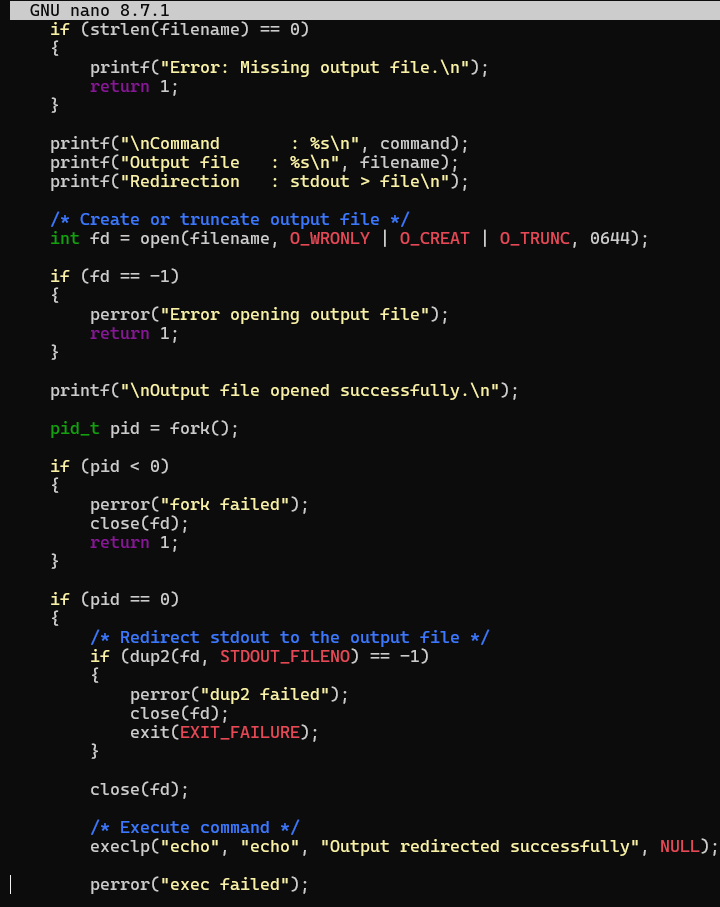 GNU nano 8.7.1
if (strlen(filename) == 0)
{
printf("Error: Missing output file.\n");
return 1;
}
printf("\nCommand       : %s\n", command);
printf("Output file   : %s\n", filename);
printf("Redirection   : stdout > file\n");
/* Create or truncate output file */
int fd = open(filename, O_WRONLY | O_CREAT | O_TRUNC, 0644);
if (fd == -1)
{
perror("Error opening output file");
return 1;
}
printf("\nOutput file opened successfully.\n");
pid_t pid = fork();
if (pid < 0)
{
perror("fork failed");
close(fd);
return 1;
}
if (pid == 0)
{
/* Redirect stdout to the output file */
if (dup2(fd, STDOUT_FILENO) == -1)
{
perror("dup2 failed");
close(fd);
exit(EXIT_FAILURE);
}
close(fd);
/* Execute command */
execlp("echo", "echo", "Output redirected successfully", NULL);
perror("exec failed");